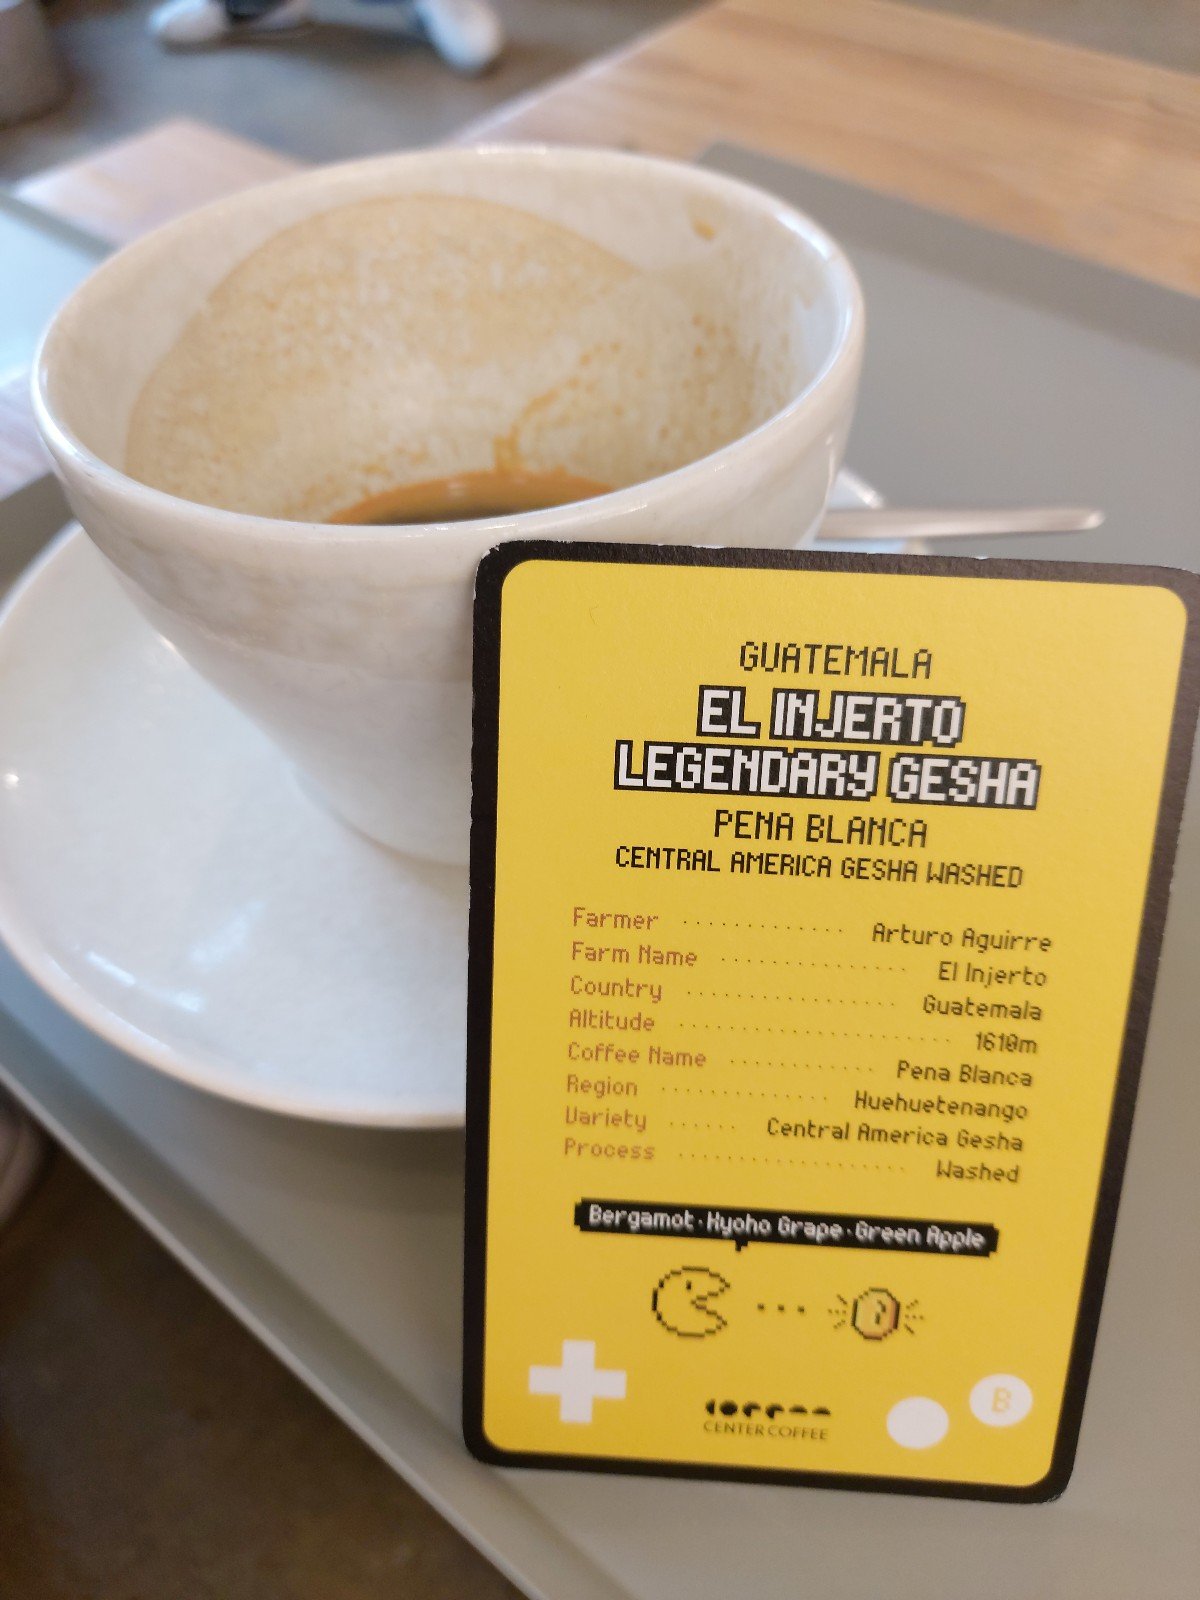 GUATEMALA
EL INJERTO
LEGENDARY GESHA
PENA BLANCA
CENTRAL AMERICA GESHA WASHED
Farmer ............ Arturo Aguirre
Farm Name .............. El Injerto
Country ................ Guatemala
Altitude .................... 1610m
Coffee Name ............ Pena Blanca
Region .............. Huehuetenango
Variety ...... Central America Gesha
Process .................... Washed
Bergamot · Kyoho Grape · Green Apple
B
CENTER COFFEE